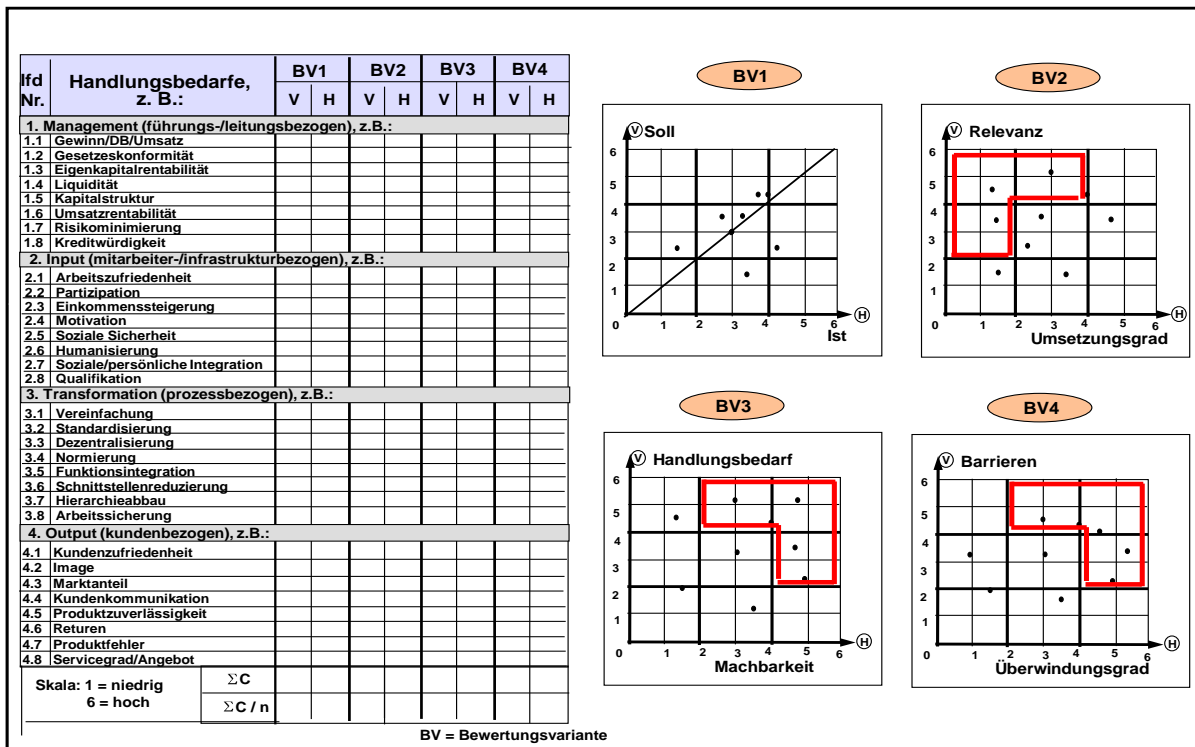 lfd Nr. Handlungsbedarfe, z. B.: BV1 BV2 BV3 BV4
V H V H V H V H
1. Management (führungs-/leitungsbezogen), z.B.:
1.1 Gewinn/DB/Umsatz
1.2 Gesetzeskonformität
1.3 Eigenkapitalrentabilität
1.4 Liquidität
1.5 Kapitalstruktur
1.6 Umsatzrentabilität
1.7 Risikominimierung
1.8 Kreditwürdigkeit
2. Input (mitarbeiter-/infrastrukturbezogen), z.B.:
2.1 Arbeitszufriedenheit
2.2 Partizipation
2.3 Einkommenssteigerung
2.4 Motivation
2.5 Soziale Sicherheit
2.6 Humanisierung
2.7 Soziale/persönliche Integration
2.8 Qualifikation
3. Transformation (prozessbezogen), z.B.:
3.1 Vereinfachung
3.2 Standardisierung
3.3 Dezentralisierung
3.4 Normierung
3.5 Funktionsintegration
3.6 Schnittstellenreduzierung
3.7 Hierarchieabbau
3.8 Arbeitssicherung
4. Output (kundenbezogen), z.B.:
4.1 Kundenzufriedenheit
4.2 Image
4.3 Marktanteil
4.4 Kundenkommunikation
4.5 Produktzuverlässigkeit
4.6 Returen
4.7 Produktfehler
4.8 Servicegrad/Angebot
Skala: 1 = niedrig
6 = hoch
ΣC
ΣC / n
BV = Bewertungsvariante
BV1
V Soll
6
5
4
3
2
1
0 1 2 3 4 5 6 H
Ist
BV2
V Relevanz
6
5
4
3
2
1
0 1 2 3 4 5 6 H
Umsetzungsgrad
BV3
V Handlungsbedarf
6
5
4
3
2
1
0 1 2 3 4 5 6 H
Machbarkeit
BV4
V Barrieren
6
5
4
3
2
1
0 1 2 3 4 5 6 H
Überwindungsgrad